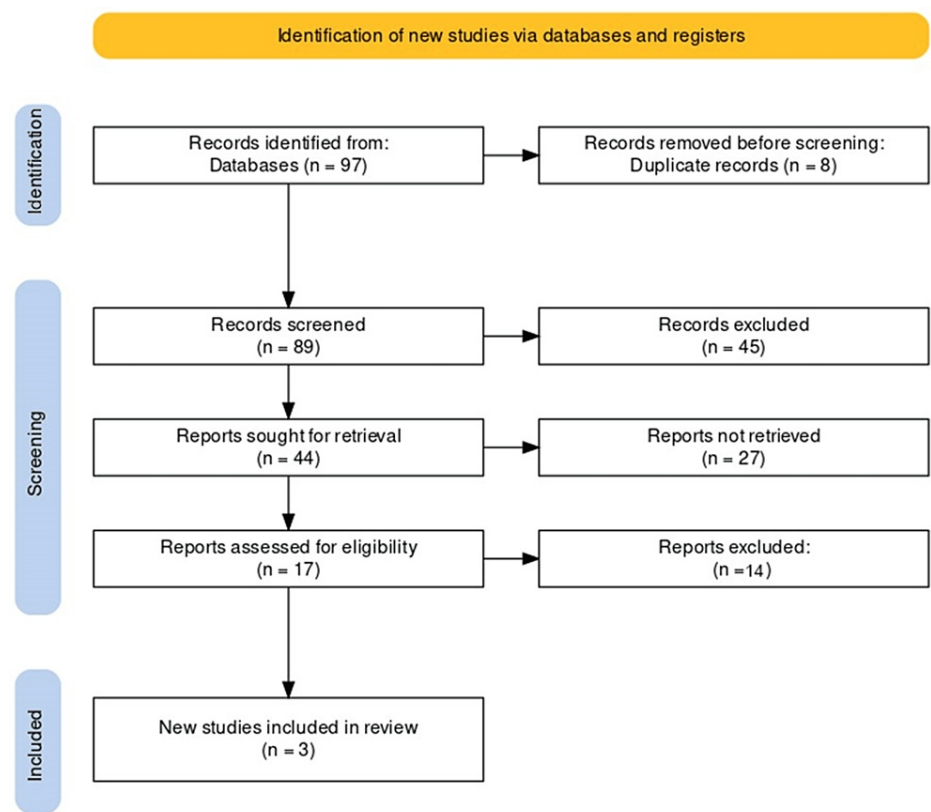 Identification of new studies via databases and registers
Identification
Records identified from:
Databases (n = 97)
Records removed before screening:
Duplicate records (n = 8)
Screening
Records screened
(n = 89)
Records excluded
(n = 45)
Reports sought for retrieval
(n = 44)
Reports not retrieved
(n = 27)
Reports assessed for eligibility
(n = 17)
Reports excluded:
(n =14)
Included
New studies included in review
(n = 3)